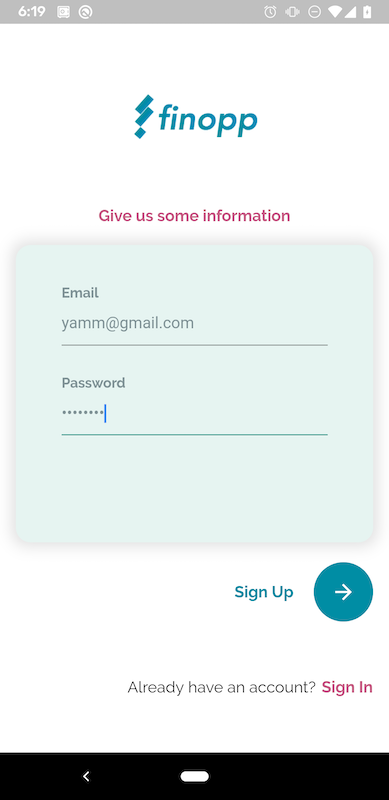 6:19
finopp
Give us some information
Email
yamm@gmail.com
Password
••••••••
Sign Up
Already have an account? Sign In